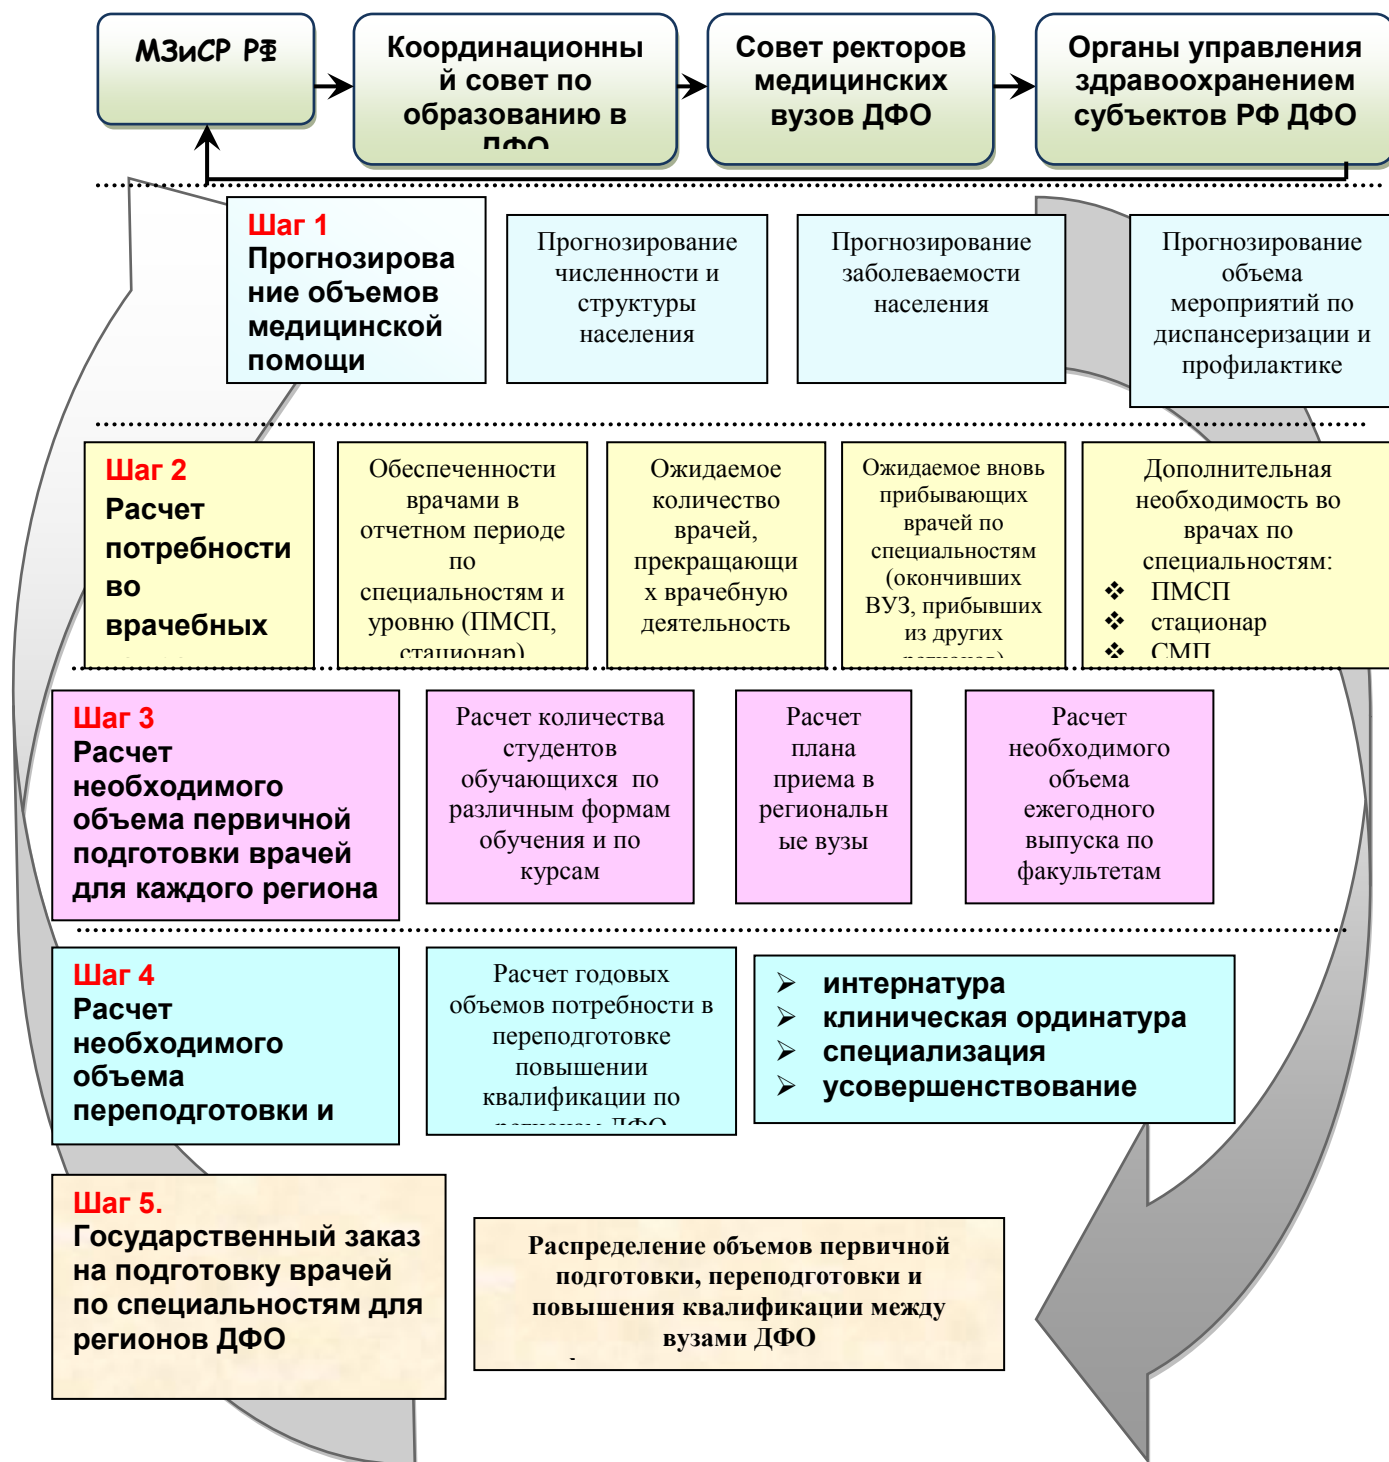 МЗиСР РФ
Координационны
й совет по
образованию в
ДФО
Совет ректоров
медицинских
вузов ДФО
Органы управления
здравоохранением
субъектов РФ ДФО
Шаг 1
Прогнозирова
ние объемов
медицинской
помощи
Прогнозирование
численности и
структуры
населения
Прогнозирование
заболеваемости
населения
Прогнозирование
объема
мероприятий по
диспансеризации и
профилактике
Шаг 2
Расчет
потребности
во
врачебных
Обеспеченности
врачами в
отчетном периоде
по
специальностям и
уровню (ПМСП,
стационар)
Ожидаемое
количество
врачей,
прекращающи
х врачебную
деятельность
Ожидаемое вновь
прибывающих
врачей по
специальностям
(окончивших
ВУЗ, прибывших
из других
регионов)
Дополнительная
необходимость во
врачах по
специальностям:
❖ ПМСП
❖ стационар
❖ СМП
Шаг 3
Расчет
необходимого
объема первичной
подготовки врачей
для каждого региона
Расчет количества
студентов
обучающихся по
различным формам
обучения и по
курсам
Расчет
плана
приема в
региональн
ые вузы
Расчет
необходимого
объема
ежегодного
выпуска по
факультетам
Шаг 4
Расчет
необходимого
объема
переподготовки и
Расчет годовых
объемов потребности в
переподготовке
повышении
квалификации по
регионам ДФО
➢ интернатура
➢ клиническая ординатура
➢ специализация
➢ усовершенствование
Шаг 5.
Государственный заказ
на подготовку врачей
по специальностям для
регионов ДФО
Распределение объемов первичной
подготовки, переподготовки и
повышения квалификации между
вузами ДФО